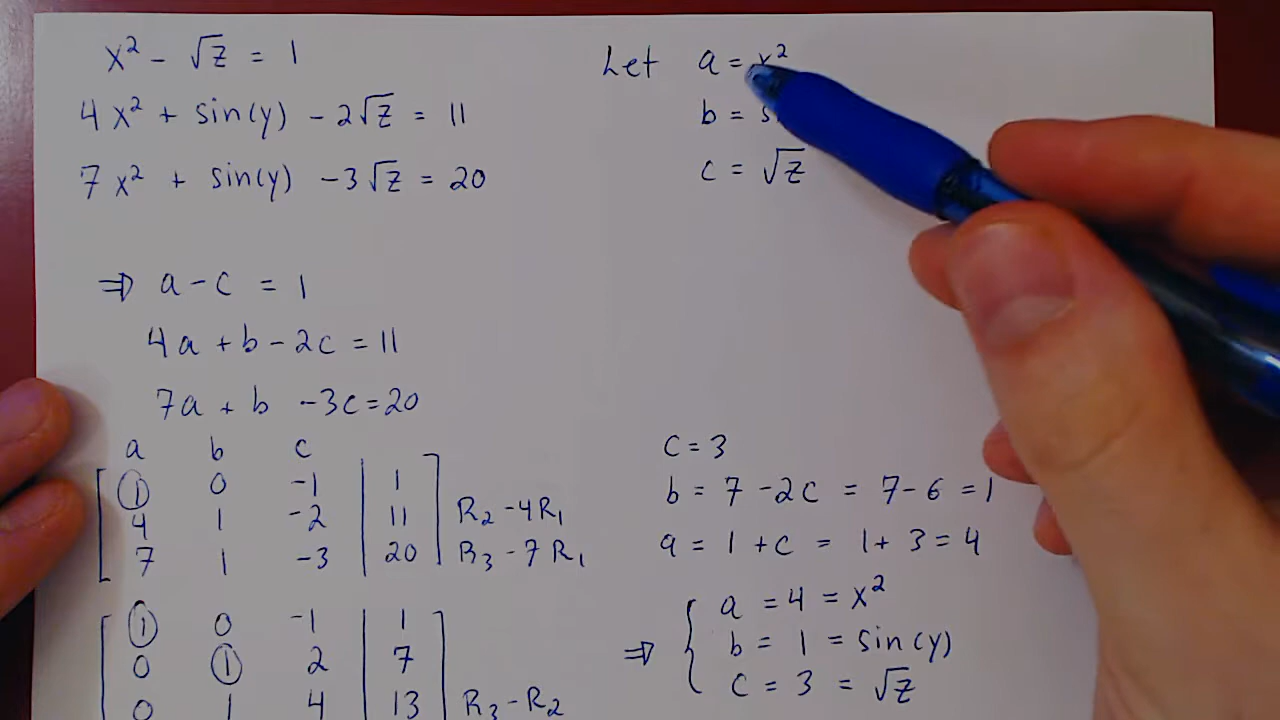 x² - √z = 1
4x² + sin(y) - 2√z = 11
7x² + sin(y) - 3√z = 20
Let a = x²
b = s
c = √z
⇒ a - c = 1
4a + b - 2c = 11
7a + b - 3c = 20
a b c
1 0 -1 | 1
4 1 -2 | 11 R₂ - 4R₁
7 1 -3 | 20 R₃ - 7R₁
1 0 -1 | 1
0 1 2 | 7
0 1 4 | 13 R₃ - R₂
c = 3
b = 7 - 2c = 7 - 6 = 1
a = 1 + c = 1 + 3 = 4
⇒ { a = 4 = x²
b = 1 = sin(y)
c = 3 = √z